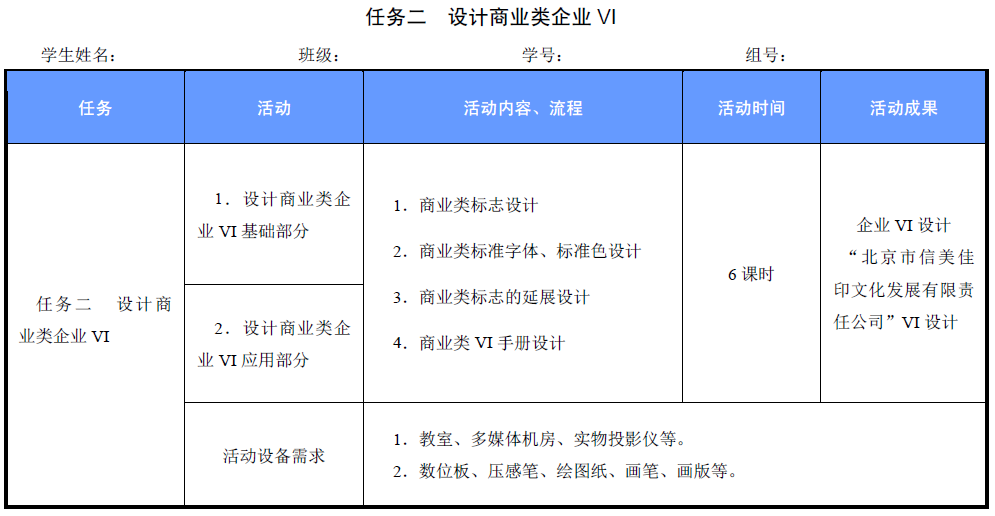 任务二 设计商业类企业 VI
学生姓名： 班级： 学号： 组号：
任务 活动 活动内容、流程 活动时间 活动成果
任务二 设计商
业类企业 VI
1．设计商业类企
业 VI 基础部分
2．设计商业类企
业 VI 应用部分
1．商业类标志设计
2．商业类标准字体、标准色设计
3．商业类标志的延展设计
4．商业类 VI 手册设计
6 课时
企业 VI 设计
“北京市信美佳
印文化发展有限责
任公司”VI 设计
活动设备需求
1．教室、多媒体机房、实物投影仪等。
2．数位板、压感笔、绘图纸、画笔、画版等。